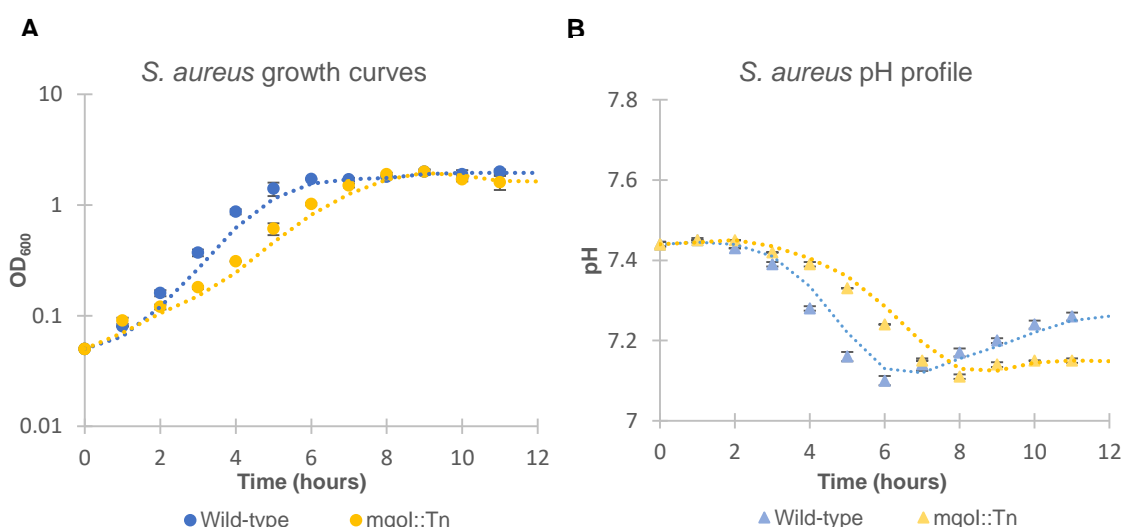 A
S. aureus growth curves
10
1
0.1
0.01
OD600
0 2 4 6 8 10 12
Time (hours)
Wild-type mqoI::Tn
B
S. aureus pH profile
7.8
7.6
7.4
7.2
7
pH
0 2 4 6 8 10 12
Time (hours)
Wild-type mqoI::Tn